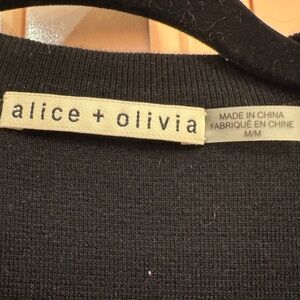 alice + olivia
MADE IN CHINA
FABRIQUÉ EN CHINE
M/M